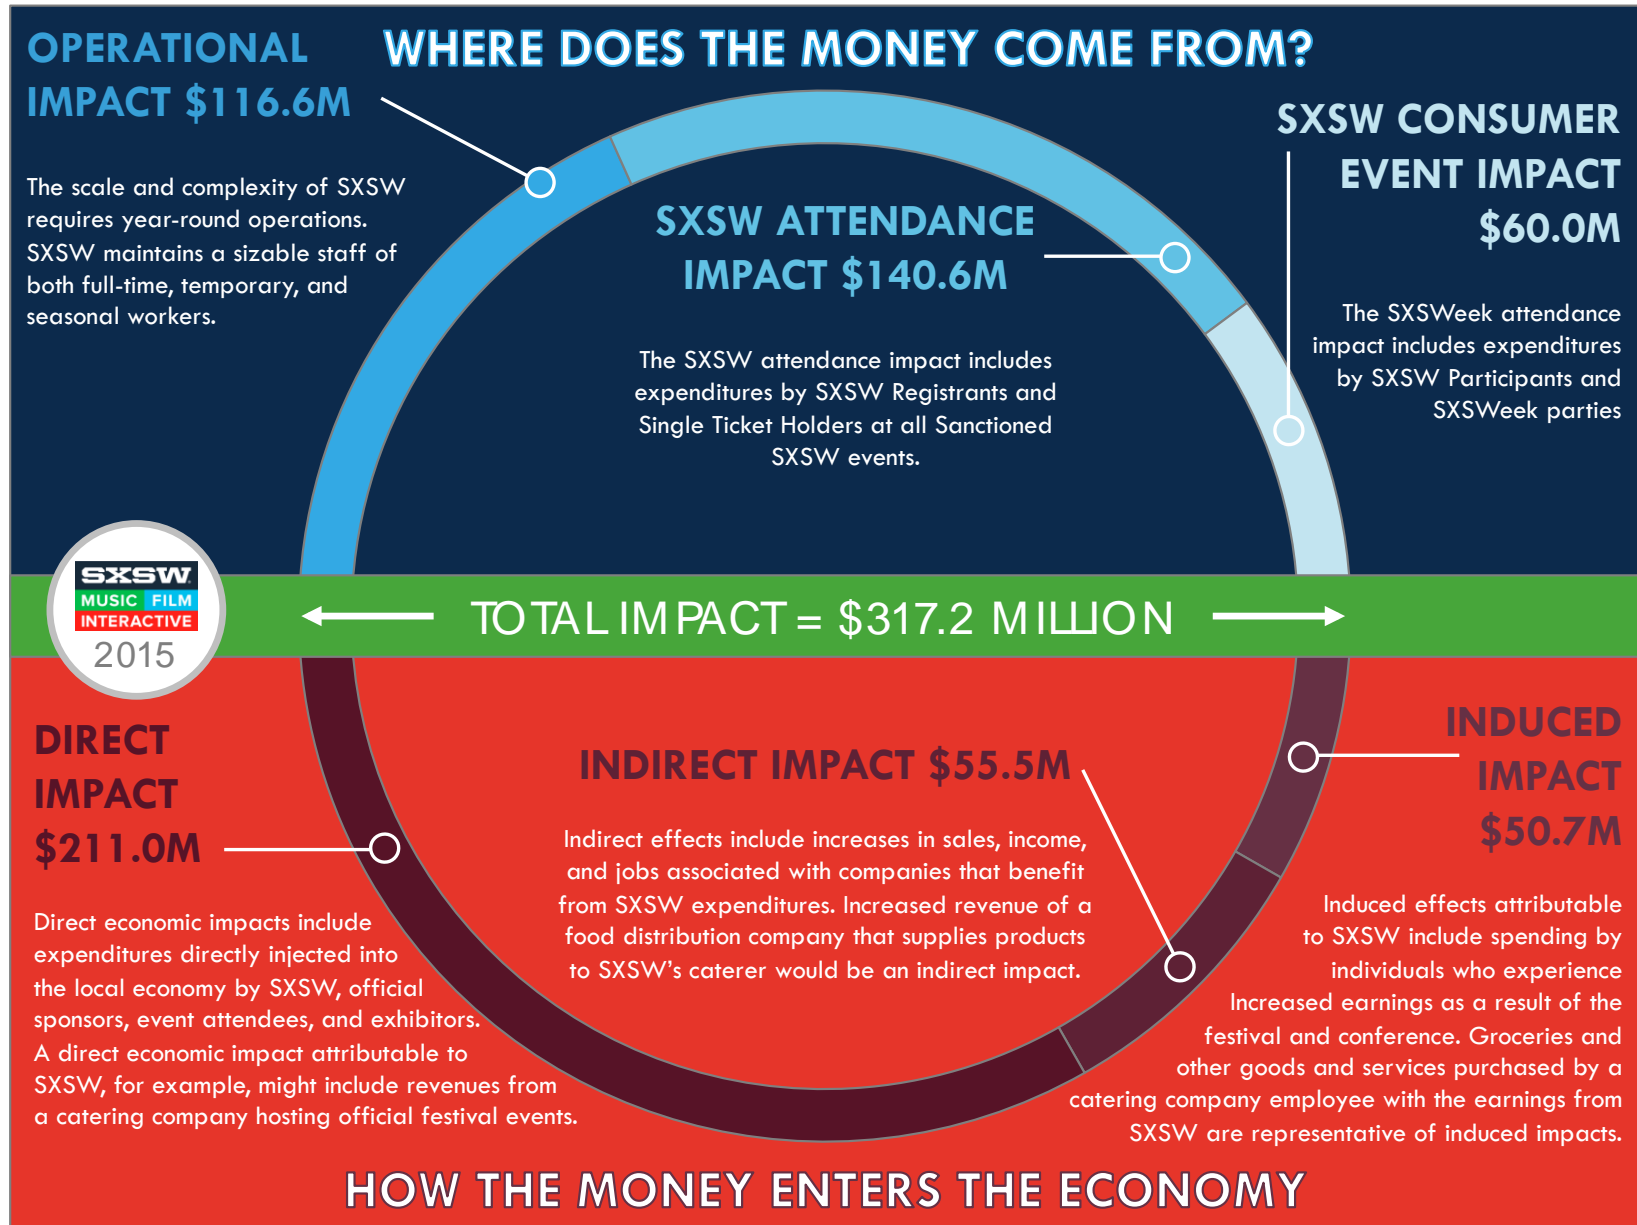 WHERE DOES THE MONEY COME FROM?
OPERATIONAL
IMPACT $116.6M
The scale and complexity of SXSW
requires year-round operations.
SXSW maintains a sizable staff of
both full-time, temporary, and
seasonal workers.
SXSW ATTENDANCE
IMPACT $140.6M
The SXSW attendance impact includes
expenditures by SXSW Registrants and
Single Ticket Holders at all Sanctioned
SXSW events.
SXSW CONSUMER
EVENT IMPACT
$60.0M
The SXSWeek attendance
impact includes expenditures
by SXSW Participants and
SXSWeek parties
SXSW.
MUSIC FILM
INTERACTIVE
2015
TOTAL IMPACT = $317.2 MILLION
DIRECT
IMPACT
$211.0M
Direct economic impacts include
expenditures directly injected into
the local economy by SXSW, official
sponsors, event attendees, and exhibitors.
A direct economic impact attributable to
SXSW, for example, might include revenues from
a catering company hosting official festival events.
INDIRECT IMPACT $55.5M
Indirect effects include increases in sales, income,
and jobs associated with companies that benefit
from SXSW expenditures. Increased revenue of a
food distribution company that supplies products
to SXSW's caterer would be an indirect impact.
INDUCED
IMPACT
$50.7M
Induced effects attributable
to SXSW include spending by
individuals who experience
Increased earnings as a result of the
festival and conference. Groceries and
other goods and services purchased by a
catering company employee with the earnings from
SXSW are representative of induced impacts.
HOW THE MONEY ENTERS THE ECONOMY